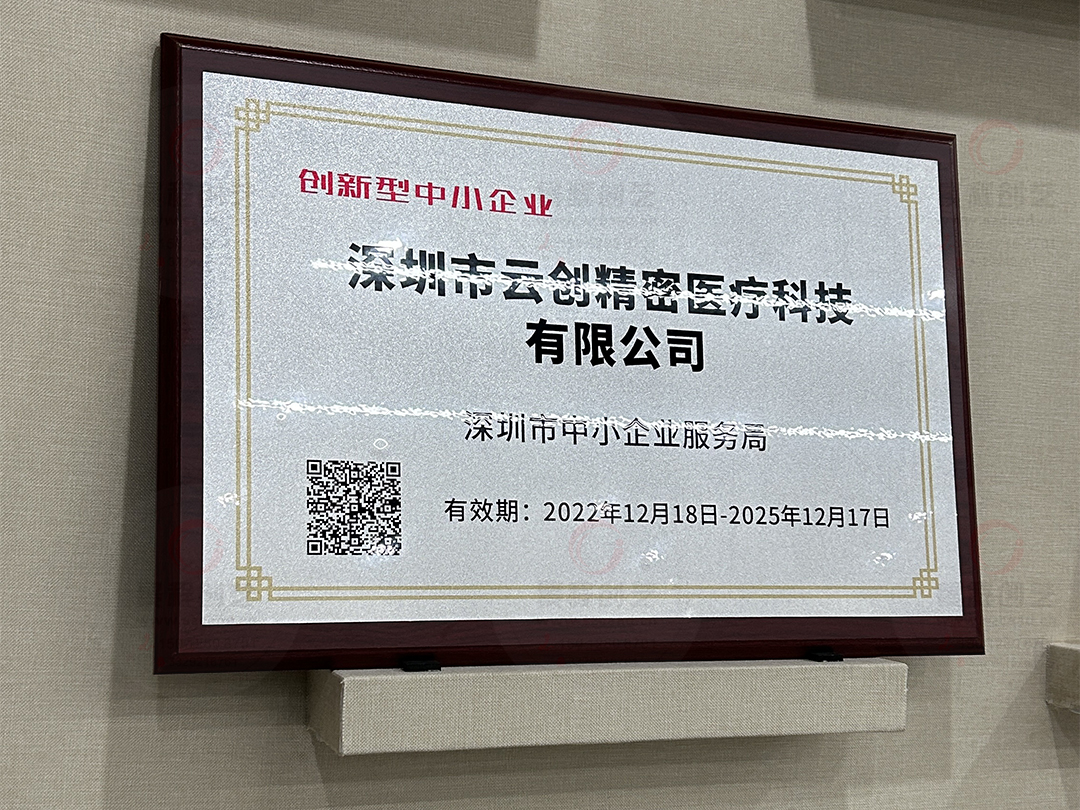 创新型中小企业
深圳市云创精密医疗科技
有限公司
深圳市中小企业服务局
有效期：2022年12月18日-2025年12月17日